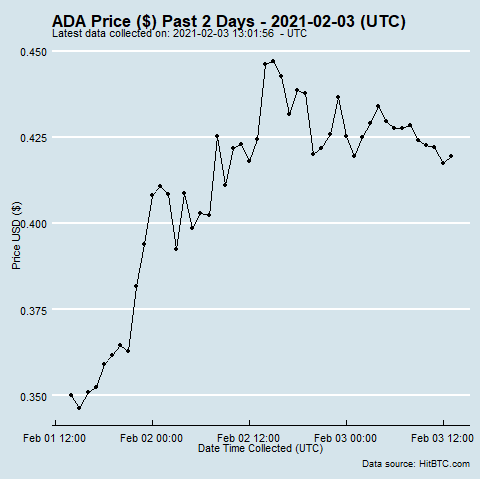 ADA Price ($) Past 2 Days - 2021-02-03 (UTC)
Latest data collected on: 2021-02-03 13:01:56 - UTC
0.450
0.425
0.400
0.375
0.350
Price USD ($)
Feb 01 12:00 Feb 02 00:00 Feb 02 12:00 Feb 03 00:00 Feb 03 12:00
Date Time Collected (UTC)
Data source: HitBTC.com